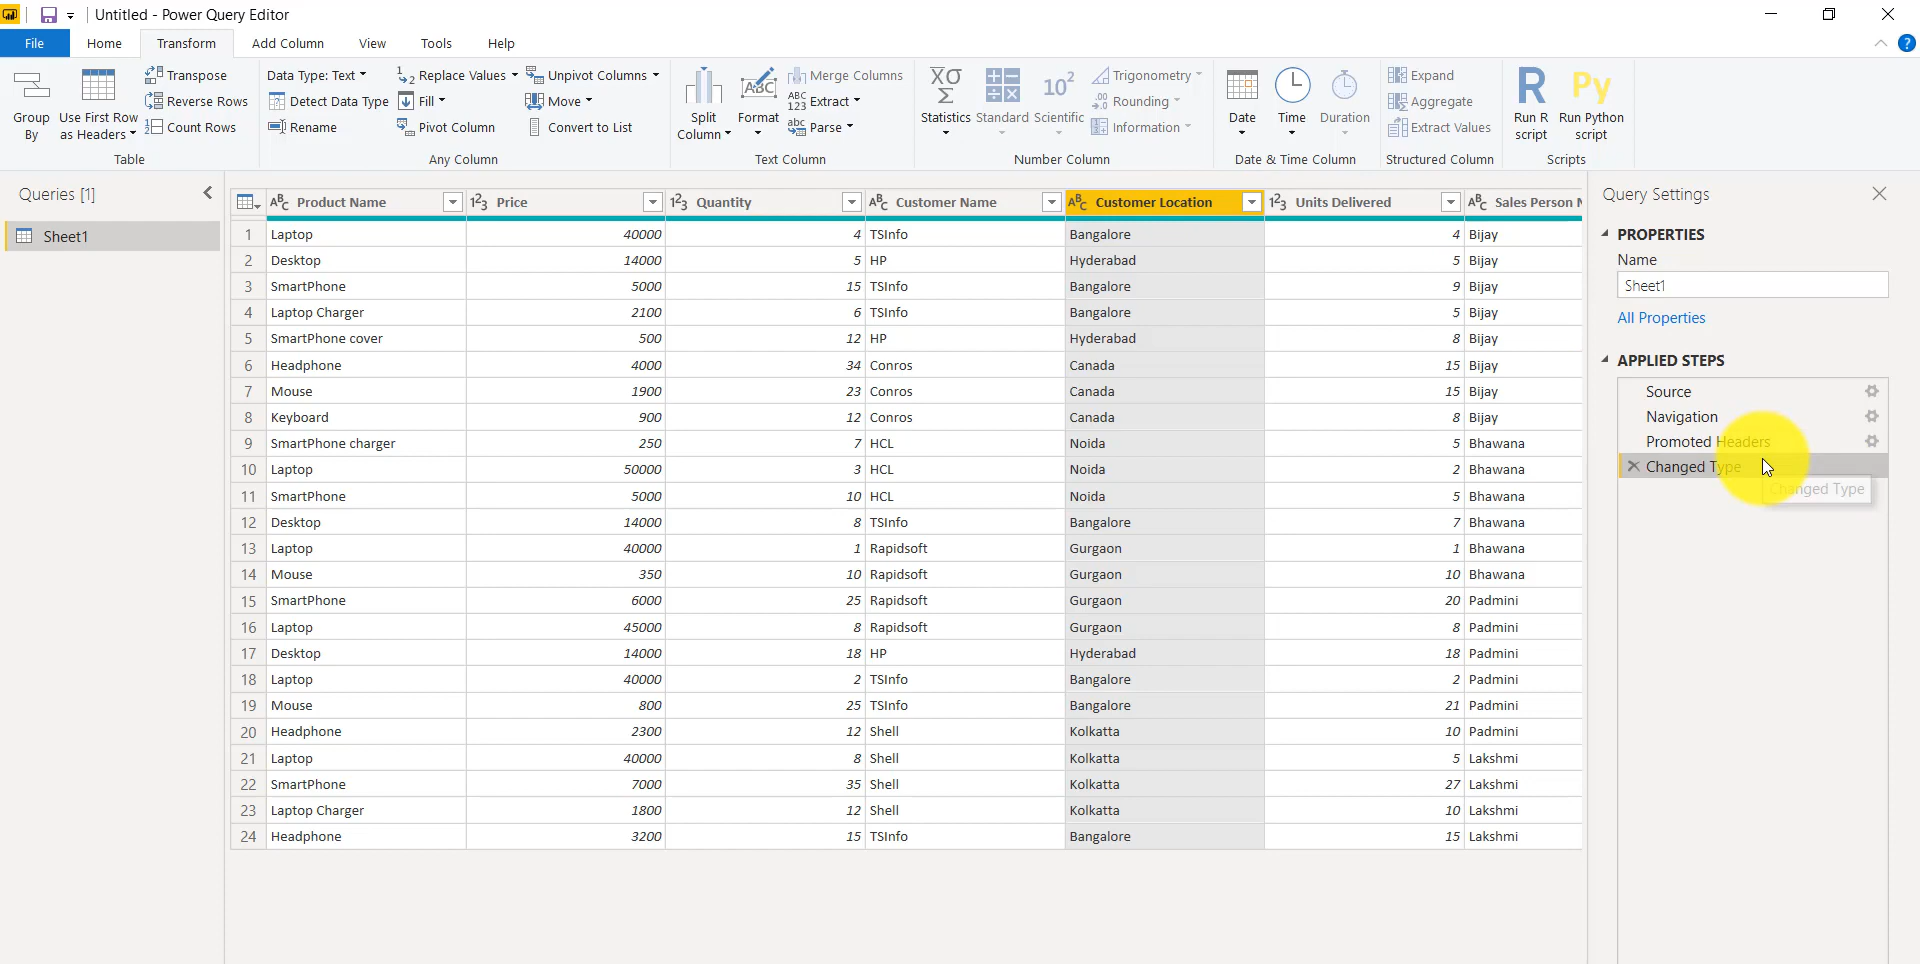 Untitled - Power Query Editor
File Home Transform Add Column View Tools Help
Group By
Use First Row as Headers
Transpose
Reverse Rows
Count Rows
Table
Data Type: Text
Detect Data Type
Rename
Replace Values
Fill
Pivot Column
Unpivot Columns
Move
Convert to List
Any Column
Split Column
Format
Merge Columns
Extract
Parse
Text Column
Statistics
Standard
Scientific
Trigonometry
Rounding
Information
Number Column
Date
Time
Duration
Date & Time Column
Expand
Aggregate
Extract Values
Structured Column
R
Run R script
Py
Run Python script
Scripts
Queries [1]
Sheet1
Product Name Price Quantity Customer Name Customer Location Units Delivered Sales Person N
1 Laptop 40000 4 TSInfo Bangalore 4 Bijay
2 Desktop 14000 5 HP Hyderabad 5 Bijay
3 SmartPhone 5000 15 TSInfo Bangalore 9 Bijay
4 Laptop Charger 2100 6 TSInfo Bangalore 5 Bijay
5 SmartPhone cover 500 12 HP Hyderabad 8 Bijay
6 Headphone 4000 34 Conros Canada 15 Bijay
7 Mouse 1900 23 Conros Canada 15 Bijay
8 Keyboard 900 12 Conros Canada 8 Bijay
9 SmartPhone charger 250 7 HCL Noida 5 Bhawana
10 Laptop 50000 3 HCL Noida 2 Bhawana
11 SmartPhone 5000 10 HCL Noida 5 Bhawana
12 Desktop 14000 8 TSInfo Bangalore 7 Bhawana
13 Laptop 40000 1 Rapidsoft Gurgaon 1 Bhawana
14 Mouse 350 10 Rapidsoft Gurgaon 10 Bhawana
15 SmartPhone 6000 25 Rapidsoft Gurgaon 20 Padmini
16 Laptop 45000 8 Rapidsoft Gurgaon 8 Padmini
17 Desktop 14000 18 HP Hyderabad 18 Padmini
18 Laptop 40000 2 TSInfo Bangalore 2 Padmini
19 Mouse 800 25 TSInfo Bangalore 21 Padmini
20 Headphone 2300 12 Shell Kolkatta 10 Padmini
21 Laptop 40000 8 Shell Kolkatta 5 Lakshmi
22 SmartPhone 7000 35 Shell Kolkatta 27 Lakshmi
23 Laptop Charger 1800 12 Shell Kolkatta 10 Lakshmi
24 Headphone 3200 15 TSInfo Bangalore 15 Lakshmi
Query Settings
PROPERTIES
Name
Sheet1
All Properties
APPLIED STEPS
Source
Navigation
Promoted Headers
Changed Type
Changed Type